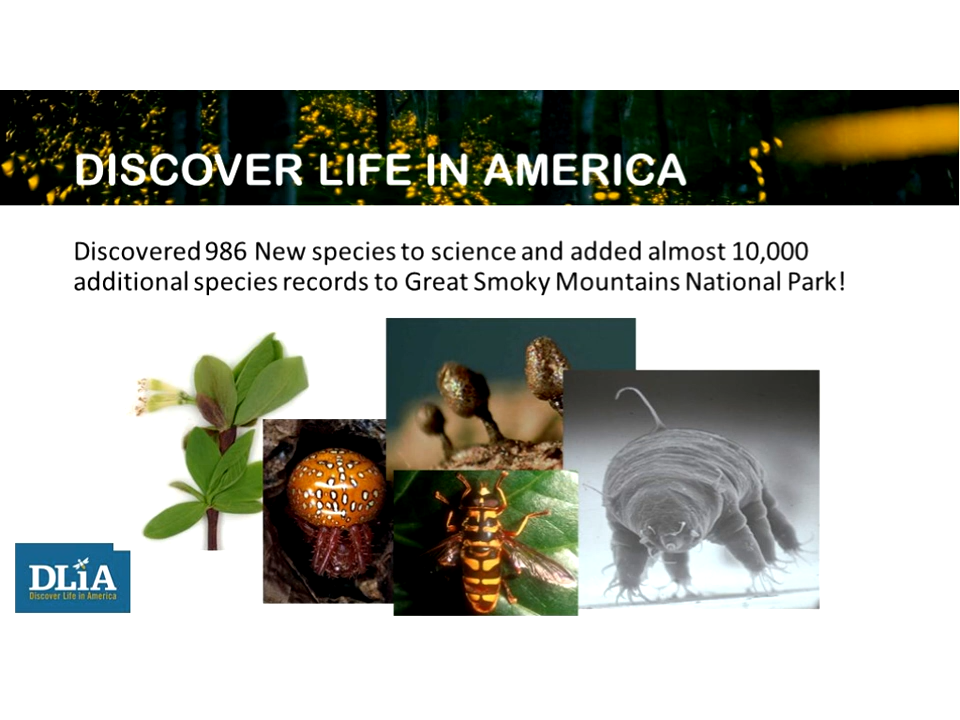 DISCOVER LIFE IN AMERICA
Discovered 986 New species to science and added almost 10,000
additional species records to Great Smoky Mountains National Park!
DLiA
Discover Life in America